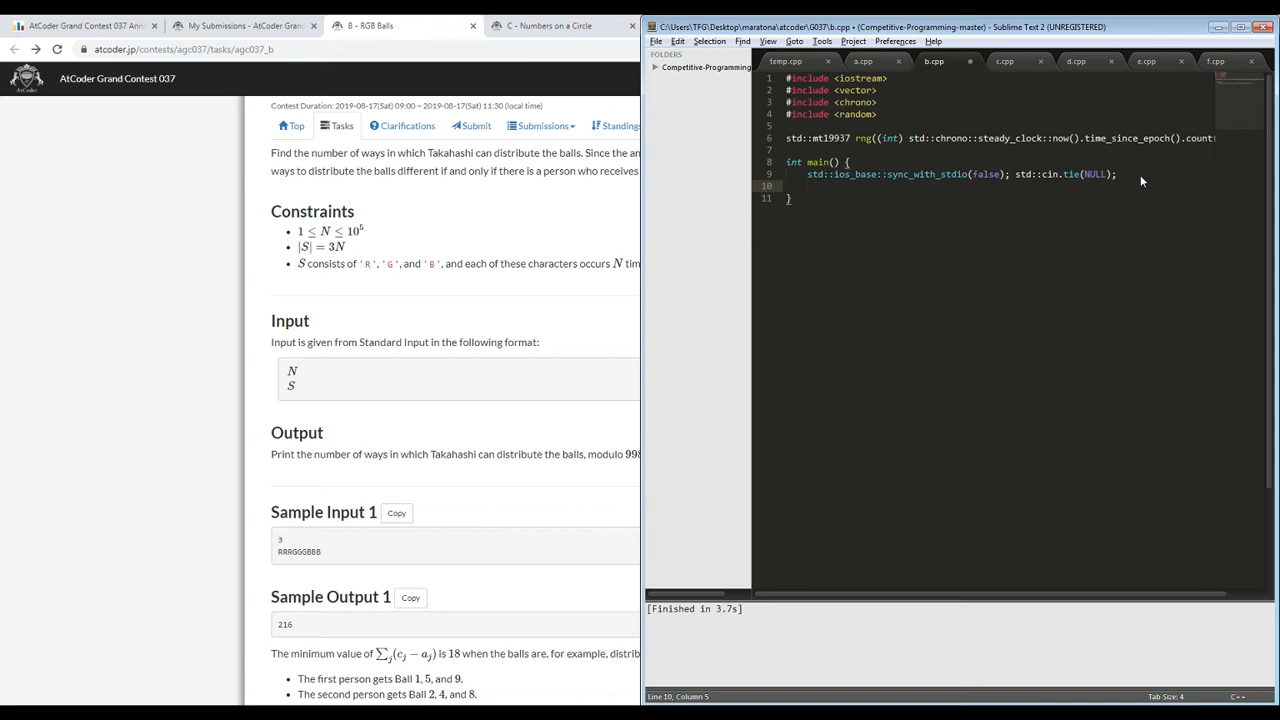 AtCoder Grand Contest 037 Ann
My Submissions - AtCoder Gran
B - RGB Balls
C - Numbers on a Circle
C:\Users\TFG\Desktop\maratona\atcoder\G037\b.cpp (Competitive-Programming-master) - Sublime Text 2 (UNREGISTERED)
atcoder.jp/contests/agc037/tasks/agc037_b
File Edit Selection Find View Goto Tools Project Preferences Help
FOLDERS
Competitive-Programming
temp.cpp a.cpp b.cpp c.cpp d.cpp e.cpp f.cpp
AtCoder Grand Contest 037
Contest Duration: 2019-08-17(Sat) 09:00 ~ 2019-08-17(Sat) 11:30 (local time)
Top Tasks Clarifications Submit Submissions Standings
Find the number of ways in which Takahashi can distribute the balls. Since the an
ways to distribute the balls different if and only if there is a person who receives
Constraints
1 ≤ N ≤ 10^5
|S| = 3N
S consists of 'R', 'G', and 'B', and each of these characters occurs N tim
Input
Input is given from Standard Input in the following format:
N
S
Output
Print the number of ways in which Takahashi can distribute the balls, modulo 998
Sample Input 1 Copy
3
RRRGGGBBB
Sample Output 1 Copy
216
The minimum value of ∑j(cj − aj) is 18 when the balls are, for example, distrib
The first person gets Ball 1, 5, and 9.
The second person gets Ball 2, 4, and 8.
1 #include <iostream>
2 #include <vector>
3 #include <chrono>
4 #include <random>
5
6 std::mt19937 rng((int) std::chrono::steady_clock::now().time_since_epoch().count(
7
8 int main() {
9 std::ios_base::sync_with_stdio(false); std::cin.tie(NULL);
10
11 }
[Finished in 3.7s]
Line 10, Column 5
Tab Size: 4
C++